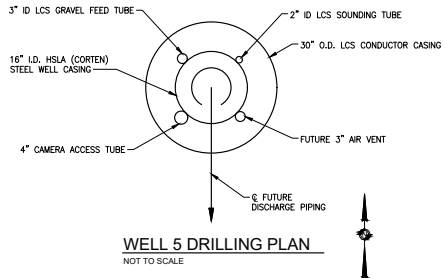 3" ID LCS GRAVEL FEED TUBE
2" ID LCS SOUNDING TUBE
30" O.D. LCS CONDUCTOR CASING
16" I.D. HSLA (CORTEN)
STEEL WELL CASING
4" CAMERA ACCESS TUBE
FUTURE 3" AIR VENT
℄ FUTURE
DISCHARGE PIPING
WELL 5 DRILLING PLAN
NOT TO SCALE